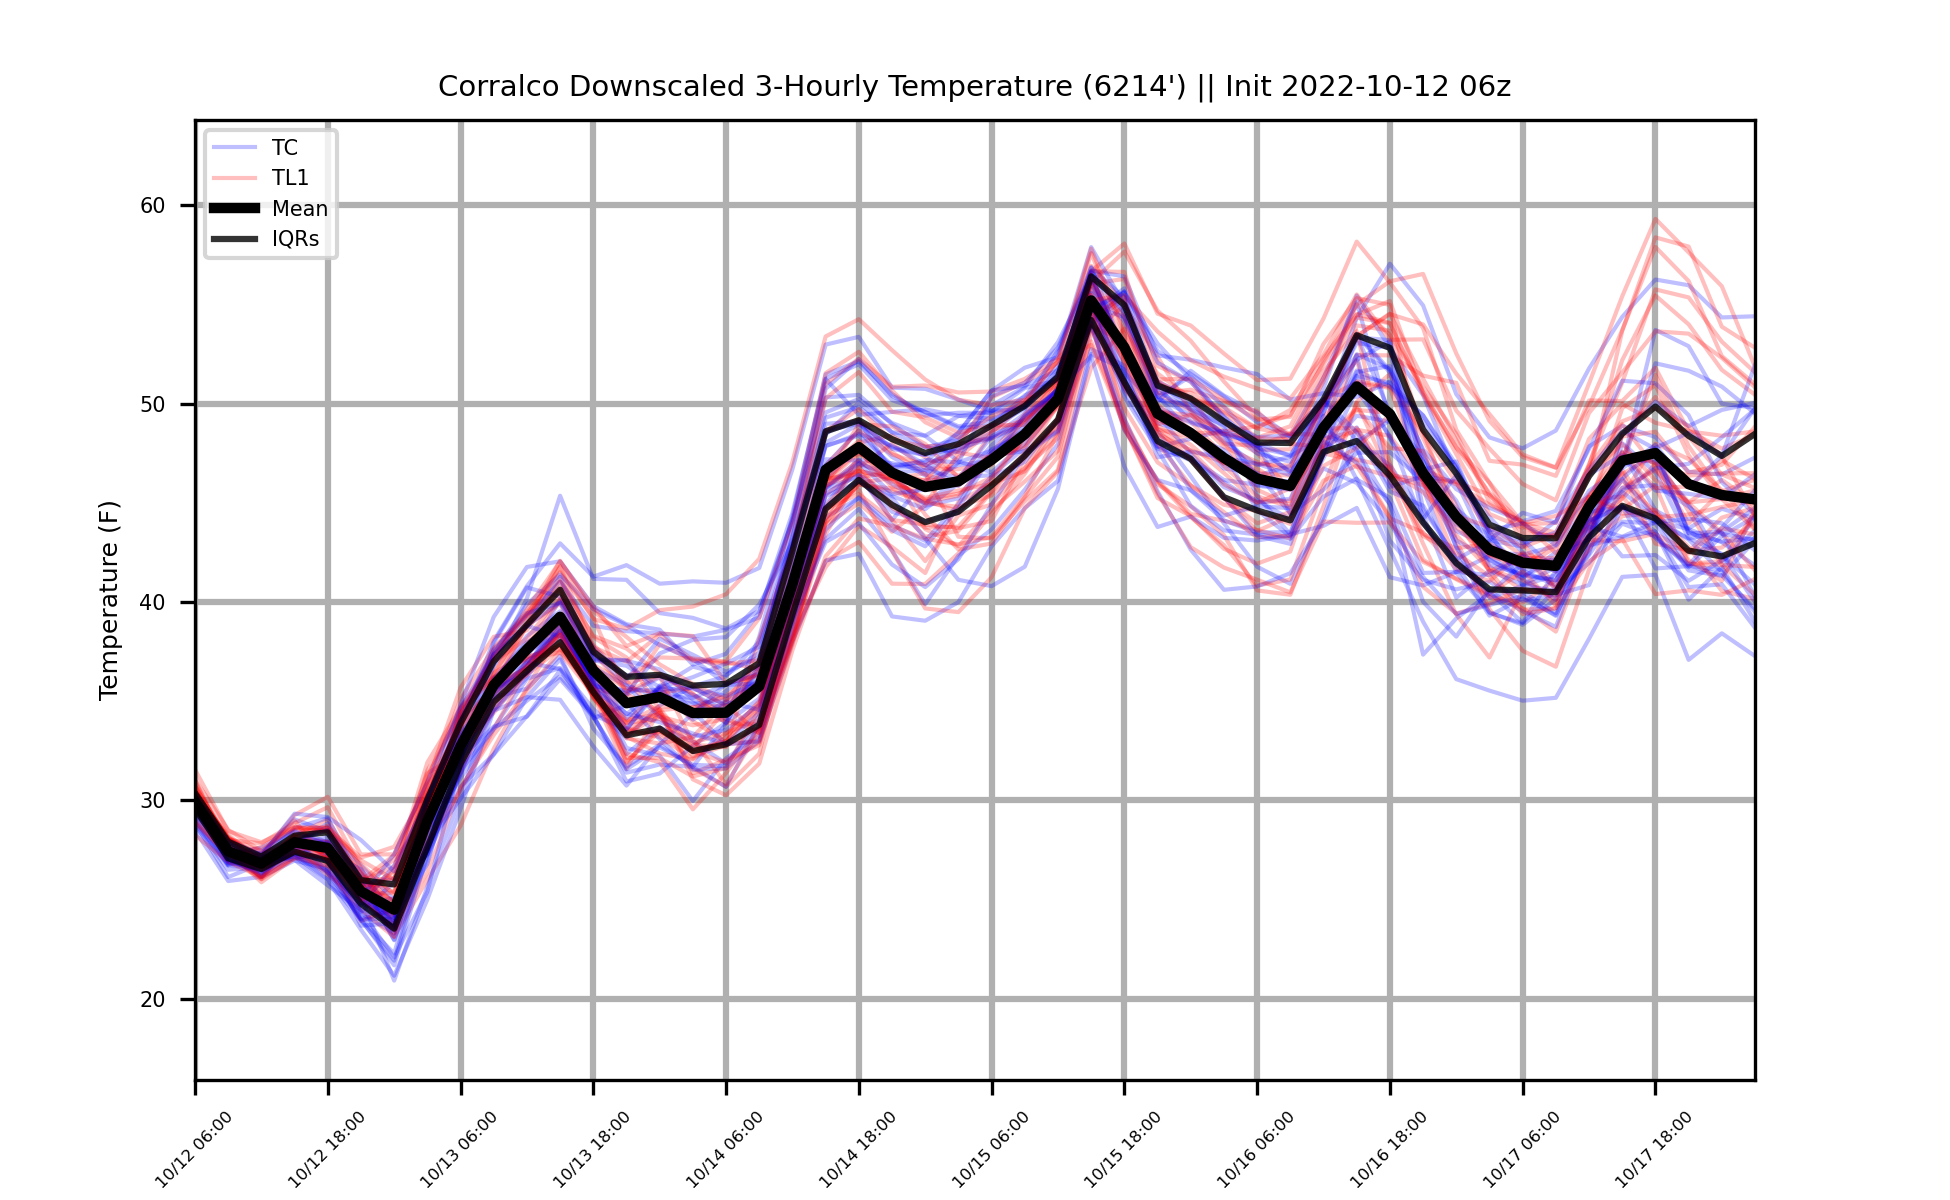 Corralco Downscaled 3-Hourly Temperature (6214') || Init 2022-10-12 06z
TC
TL1
Mean
IQRs
Temperature (F)
60
50
40
30
20
10/12 06:00
10/12 18:00
10/13 06:00
10/13 18:00
10/14 06:00
10/14 18:00
10/15 06:00
10/15 18:00
10/16 06:00
10/16 18:00
10/17 06:00
10/17 18:00